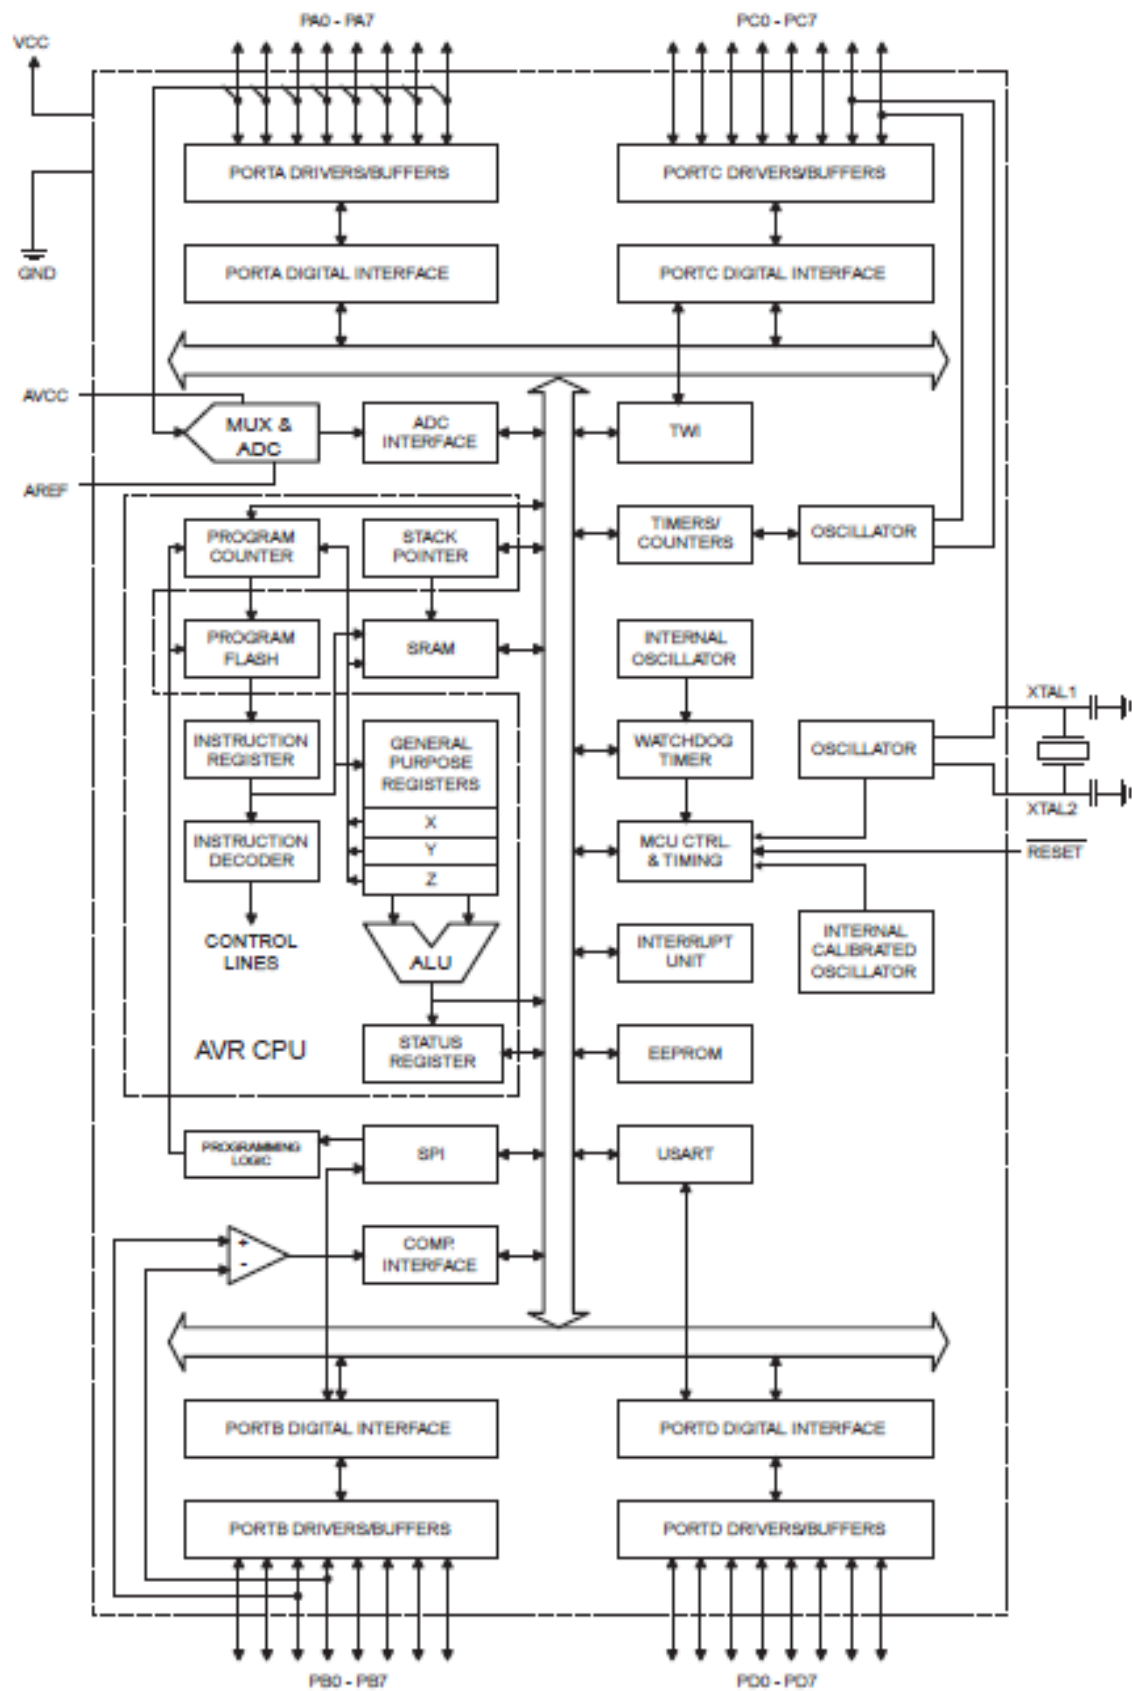 PA0 - PA7
PC0 - PC7
VCC
PORTA DRIVERS/BUFFERS
PORTC DRIVERS/BUFFERS
GND
PORTA DIGITAL INTERFACE
PORTC DIGITAL INTERFACE
AVCC
MUX &
ADC
ADC
INTERFACE
TWI
AREF
PROGRAM
COUNTER
STACK
POINTER
TIMERS/
COUNTERS
OSCILLATOR
PROGRAM
FLASH
SRAM
INTERNAL
OSCILLATOR
XTAL1
INSTRUCTION
REGISTER
GENERAL
PURPOSE
REGISTERS
WATCHDOG
TIMER
OSCILLATOR
XTAL2
X
INSTRUCTION
DECODER
Y
MCU CTRL.
& TIMING
RESET
Z
CONTROL
LINES
ALU
INTERRUPT
UNIT
INTERNAL
CALIBRATED
OSCILLATOR
AVR CPU
STATUS
REGISTER
EEPROM
PROGRAMMING
LOGIC
SPI
USART
+
-
COMP.
INTERFACE
PORTB DIGITAL INTERFACE
PORTD DIGITAL INTERFACE
PORTB DRIVERS/BUFFERS
PORTD DRIVERS/BUFFERS
PB0 - PB7
PD0 - PD7